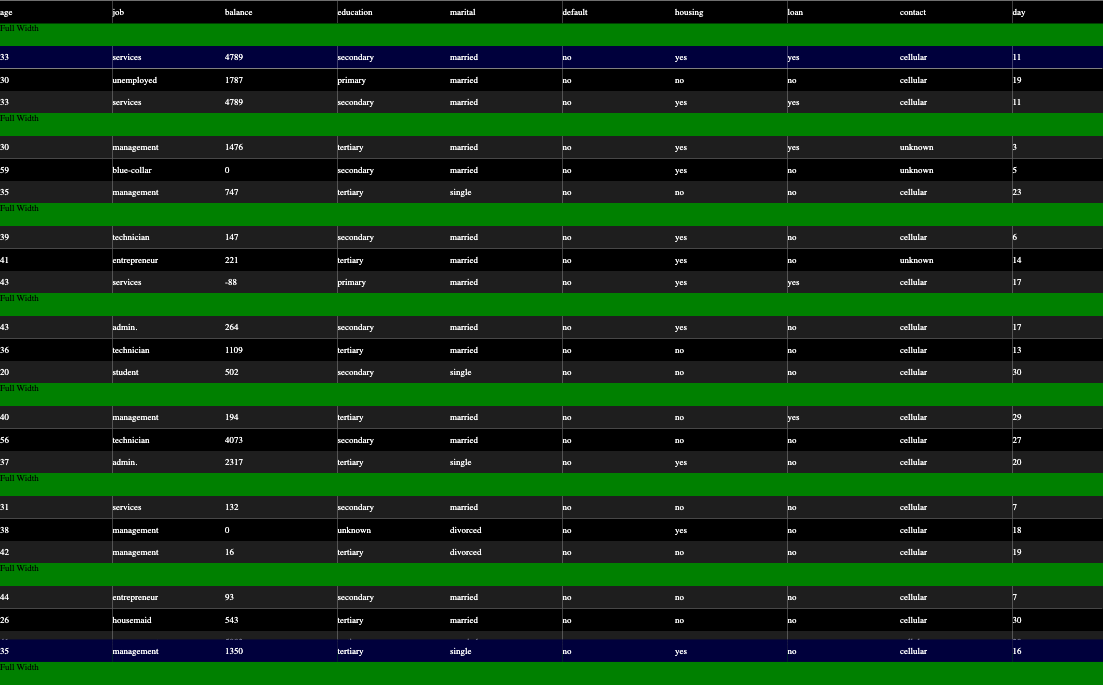 age job balance education marital default housing loan contact day
Full Width
33 services 4789 secondary married no yes yes cellular 11
30 unemployed 1787 primary married no no no cellular 19
33 services 4789 secondary married no yes yes cellular 11
Full Width
30 management 1476 tertiary married no yes yes unknown 3
59 blue-collar 0 secondary married no yes no unknown 5
35 management 747 tertiary single no no no cellular 23
Full Width
39 technician 147 secondary married no yes no cellular 6
41 entrepreneur 221 tertiary married no yes no unknown 14
43 services -88 primary married no yes yes cellular 17
Full Width
43 admin. 264 secondary married no yes no cellular 17
36 technician 1109 tertiary married no no no cellular 13
20 student 502 secondary single no no no cellular 30
Full Width
40 management 194 tertiary married no no yes cellular 29
56 technician 4073 secondary married no no no cellular 27
37 admin. 2317 tertiary single no yes no cellular 20
Full Width
31 services 132 secondary married no no no cellular 7
38 management 0 unknown divorced no yes no cellular 18
42 management 16 tertiary divorced no no no cellular 19
Full Width
44 entrepreneur 93 secondary married no no no cellular 7
26 housemaid 543 tertiary married no no no cellular 30
35 management 1350 tertiary single no yes no cellular 16
Full Width